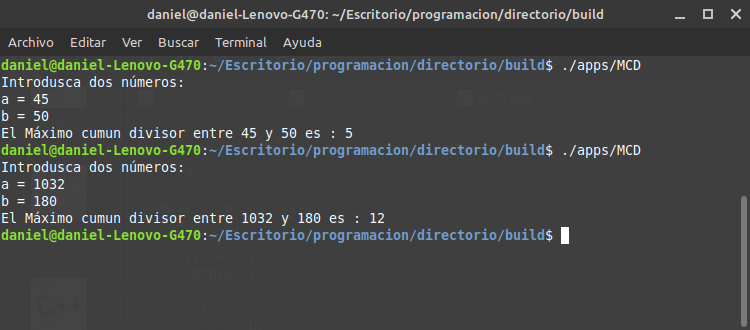 daniel@daniel-Lenovo-G470: ~/Escritorio/programacion/directorio/build
Archivo Editar Ver Buscar Terminal Ayuda
daniel@daniel-Lenovo-G470:~/Escritorio/programacion/directorio/build$ ./apps/MCD
Introdusca dos números:
a = 45
b = 50
El Máximo cumun divisor entre 45 y 50 es : 5
daniel@daniel-Lenovo-G470:~/Escritorio/programacion/directorio/build$ ./apps/MCD
Introdusca dos números:
a = 1032
b = 180
El Máximo cumun divisor entre 1032 y 180 es : 12
daniel@daniel-Lenovo-G470:~/Escritorio/programacion/directorio/build$
C++